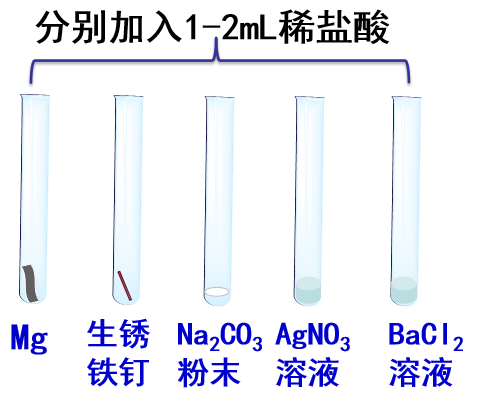 分别加入1-2mL稀盐酸
Mg
生锈
铁钉
Na₂CO₃
粉末
AgNO₃
溶液
BaCl₂
溶液